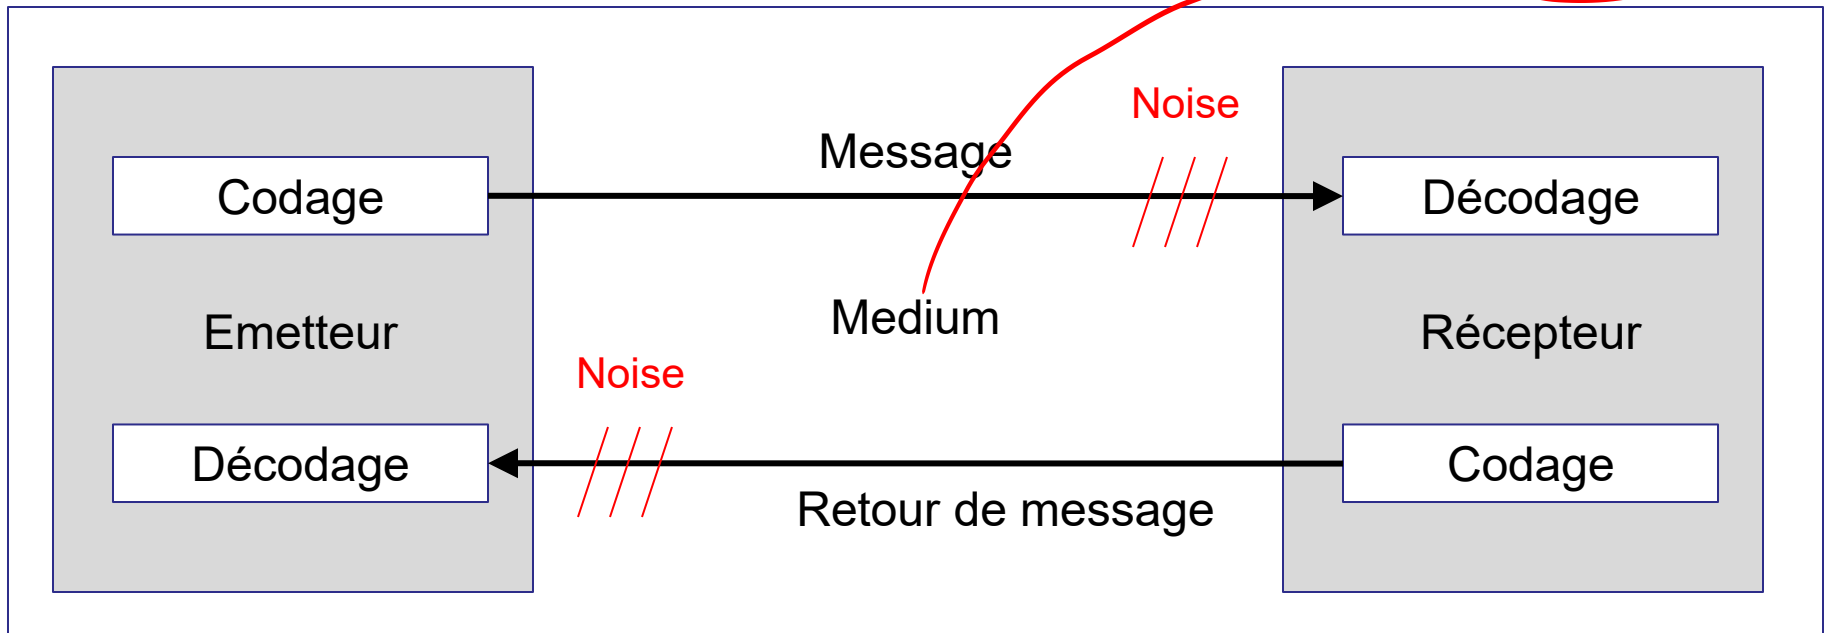 Noise
Message
Codage
Décodage
Medium
Emetteur
Récepteur
Noise
Décodage
Codage
Retour de message